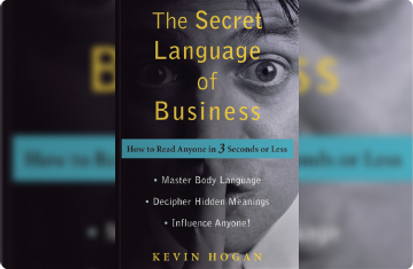 The Secret
Language
of
Business
How to Read Anyone in 3 Seconds or Less
• Master Body Language
• Decipher Hidden Meanings
• Influence Anyone!
KEVIN HOGAN